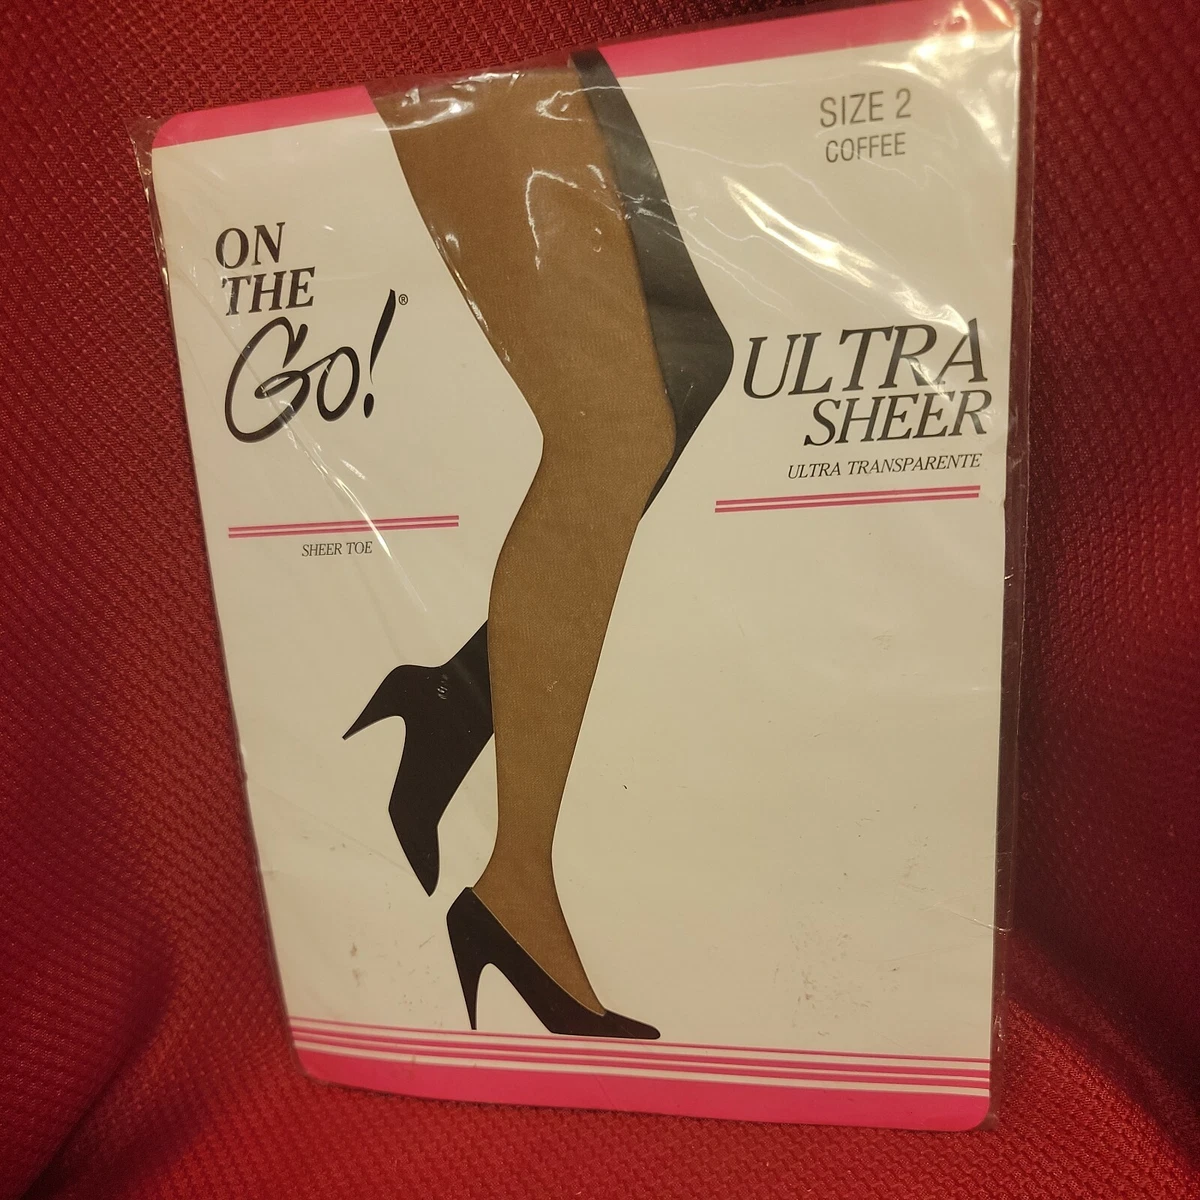 SIZE 2
COFFEE
ON
THE
Go!®
ULTRA
SHEER
ULTRA TRANSPARENTE
SHEER TOE